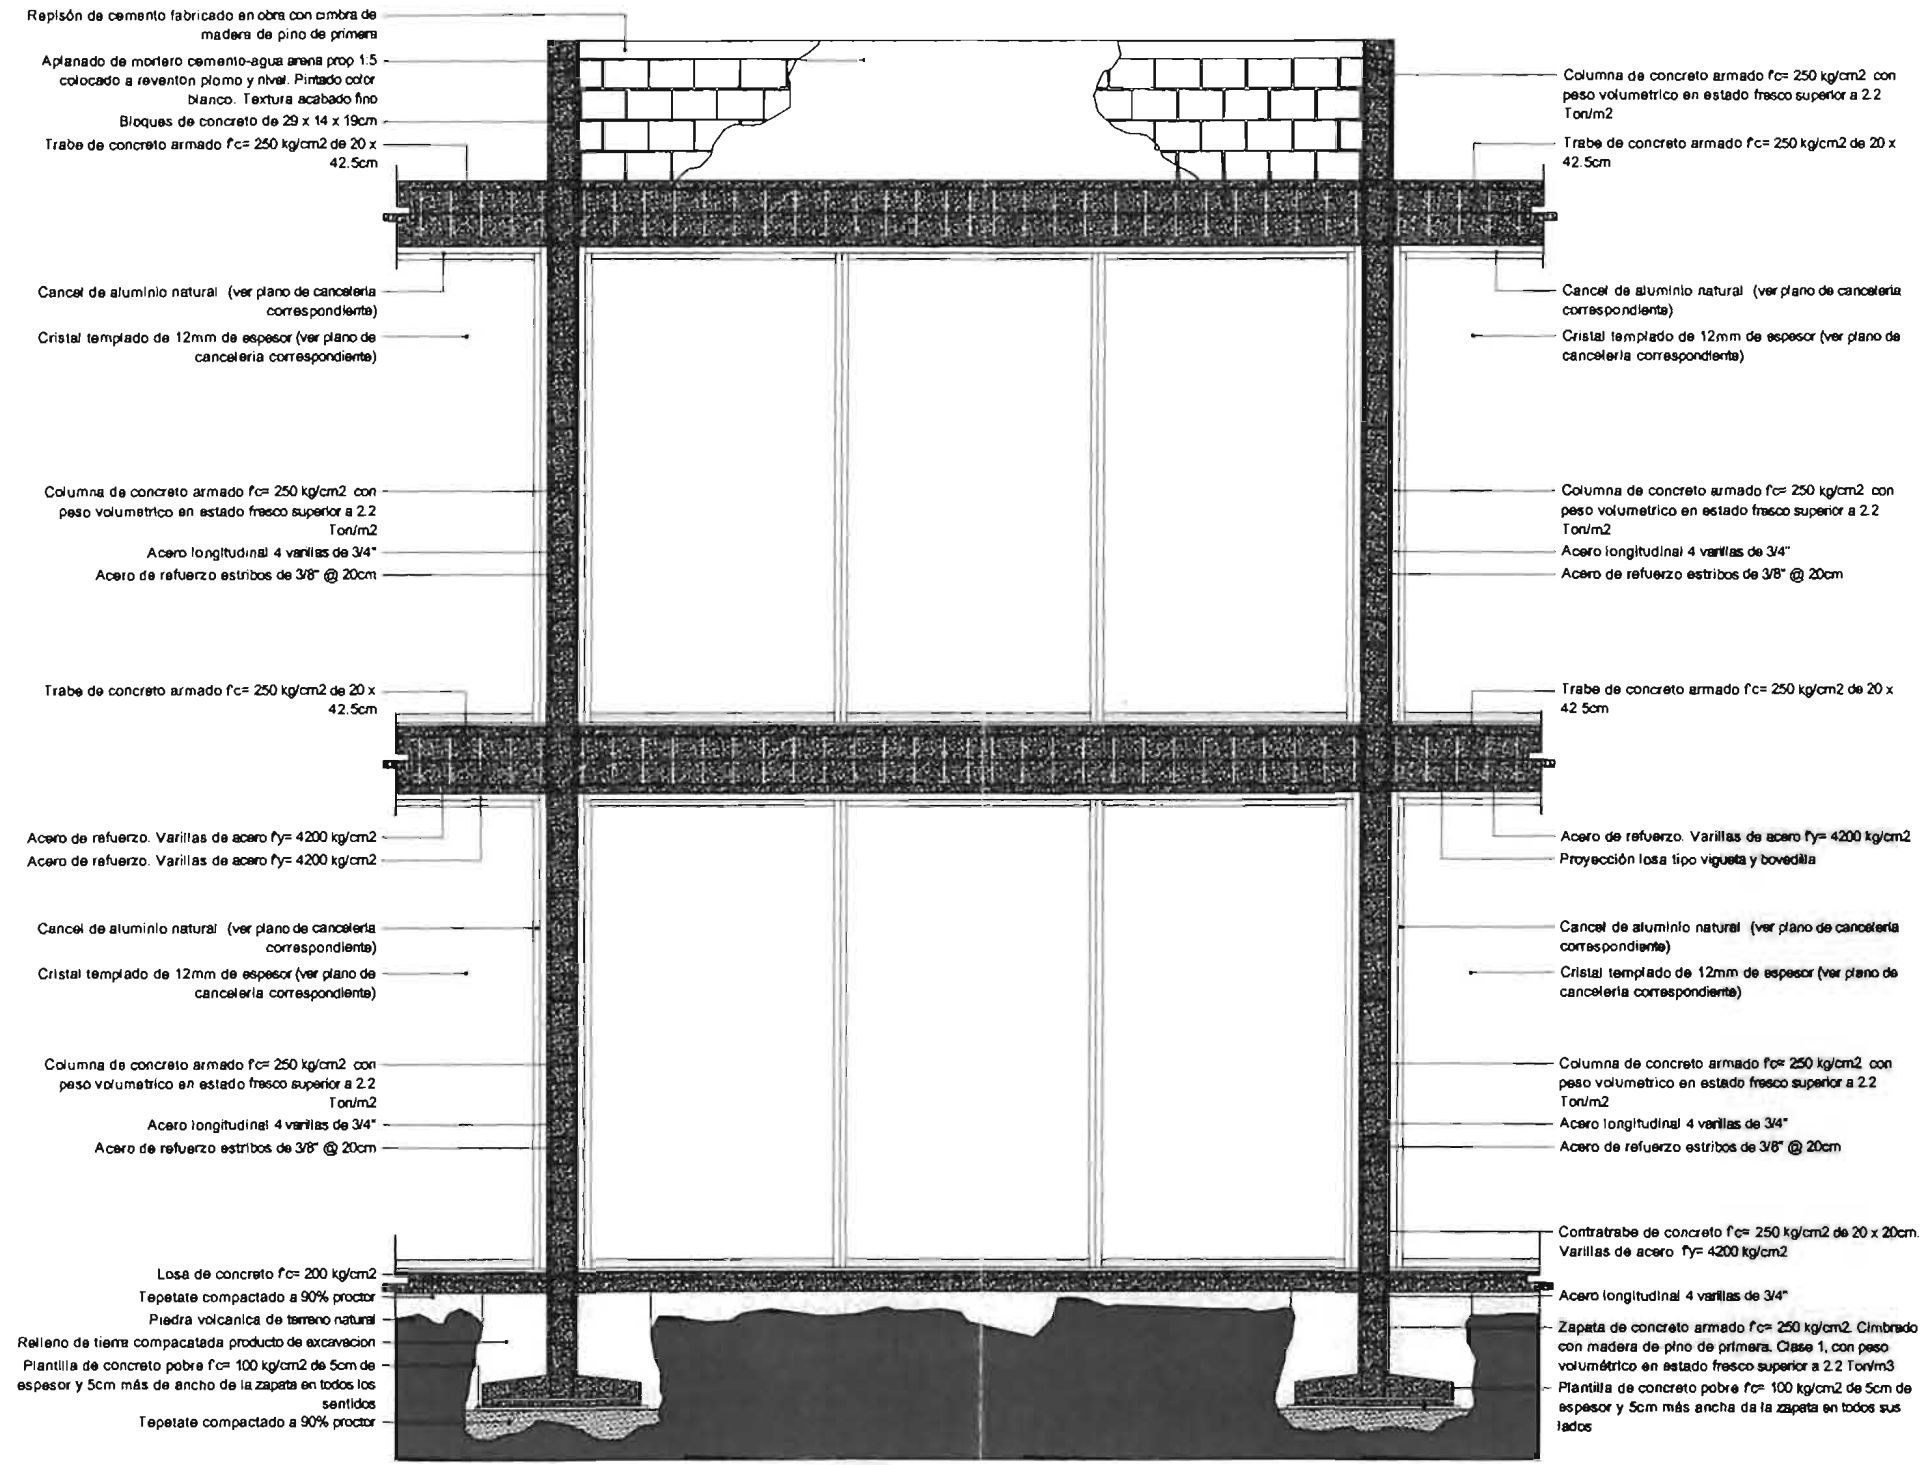 Repisón de cemento fabricado en obra con cimbra de
madera de pino de primera
Aplanado de mortero cemento-agua arena prop 1:5
colocado a reventón plomo y nivel. Pintado color
blanco. Textura acabado fino
Bloques de concreto de 29 x 14 x 19cm
Trabe de concreto armado f'c= 250 kg/cm2 de 20 x
42.5cm
Cancel de aluminio natural (ver plano de canceleria
correspondiente)
Cristal templado de 12mm de espesor (ver plano de
canceleria correspondiente)
Columna de concreto armado f'c= 250 kg/cm2 con
peso volumetrico en estado fresco superior a 2.2
Ton/m2
Acero longitudinal 4 varillas de 3/4"
Acero de refuerzo estribos de 3/8" @ 20cm
Trabe de concreto armado f'c= 250 kg/cm2 de 20 x
42.5cm
Acero de refuerzo. Varillas de acero f'y= 4200 kg/cm2
Acero de refuerzo. Varillas de acero f'y= 4200 kg/cm2
Cancel de aluminio natural (ver plano de canceleria
correspondiente)
Cristal templado de 12mm de espesor (ver plano de
canceleria correspondiente)
Columna de concreto armado f'c= 250 kg/cm2 con
peso volumetrico en estado fresco superior a 2.2
Ton/m2
Acero longitudinal 4 varillas de 3/4"
Acero de refuerzo estribos de 3/8" @ 20cm
Losa de concreto f'c= 200 kg/cm2
Tepetate compactado a 90% proctor
Piedra volcanica de terreno natural
Relleno de tierra compacatada producto de excavacion
Plantilla de concreto pobre f'c= 100 kg/cm2 de 5cm de
espesor y 5cm más de ancho de la zapata en todos los
sentidos
Tepetate compactado a 90% proctor
Columna de concreto armado f'c= 250 kg/cm2 con
peso volumetrico en estado fresco superior a 2.2
Ton/m2
Trabe de concreto armado f'c= 250 kg/cm2 de 20 x
42.5cm
Cancel de aluminio natural (ver plano de canceleria
correspondiente)
Cristal templado de 12mm de espesor (ver plano de
canceleria correspondiente)
Columna de concreto armado f'c= 250 kg/cm2 con
peso volumetrico en estado fresco superior a 2.2
Ton/m2
Acero longitudinal 4 varillas de 3/4"
Acero de refuerzo estribos de 3/8" @ 20cm
Trabe de concreto armado f'c= 250 kg/cm2 de 20 x
42.5cm
Acero de refuerzo. Varillas de acero f'y= 4200 kg/cm2
Proyección losa tipo vigueta y bovedilla
Cancel de aluminio natural (ver plano de canceleria
correspondiente)
Cristal templado de 12mm de espesor (ver plano de
canceleria correspondiente)
Columna de concreto armado f'c= 250 kg/cm2 con
peso volumetrico en estado fresco superior a 2.2
Ton/m2
Acero longitudinal 4 varillas de 3/4"
Acero de refuerzo estribos de 3/8" @ 20cm
Contratrabe de concreto f'c= 250 kg/cm2 de 20 x 20cm.
Varillas de acero f'y= 4200 kg/cm2
Acero longitudinal 4 varillas de 3/4"
Zapata de concreto armado f'c= 250 kg/cm2. Cimbrado
con madera de pino de primera. Clase 1, con peso
volumétrico en estado fresco superior a 2.2 Ton/m3
Plantilla de concreto pobre f'c= 100 kg/cm2 de 5cm de
espesor y 5cm más ancha da la zapata en todos sus
lados